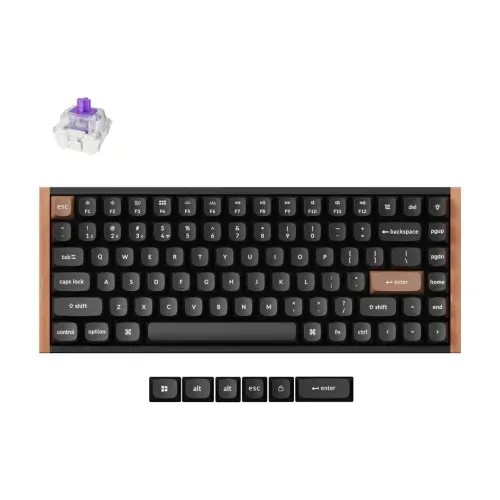 esc F1 F2 F3 F4 F5 F6 F7 F8 F9 F10 F11 F12 del
1 2 3 4 5 6 7 8 9 0 - = backspace pgup
tab Q W E R T Y U I O P [ ] \ pgdn
caps lock A S D F G H J K L ; ' enter home
shift Z X C V B N M , . / shift end
control option ⌘ ⌘ fn ctrl
alt alt esc enter